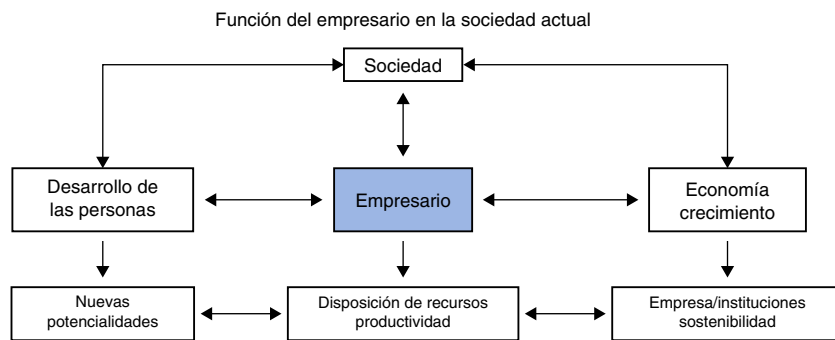 Función del empresario en la sociedad actual
Sociedad
Desarrollo de
las personas
Empresario
Economía
crecimiento
Nuevas
potencialidades
Disposición de recursos
productividad
Empresa/instituciones
sostenibilidad